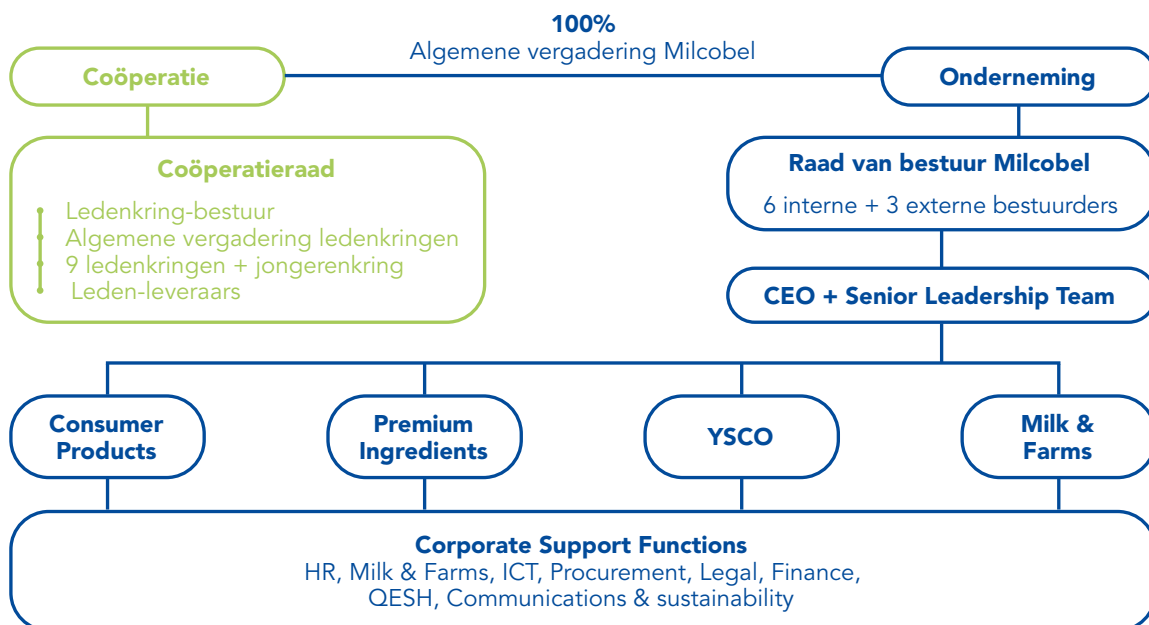 100%
Algemene vergadering Milcobel
Coöperatie
Onderneming
Coöperatieraad
Ledenkring-bestuur
Algemene vergadering ledenkringen
9 ledenkringen + jongerenkring
Leden-leveraars
Raad van bestuur Milcobel
6 interne + 3 externe bestuurders
CEO + Senior Leadership Team
Consumer
Products
Premium
Ingredients
YSCO
Milk &
Farms
Corporate Support Functions
HR, Milk & Farms, ICT, Procurement, Legal, Finance,
QESH, Communications & sustainability